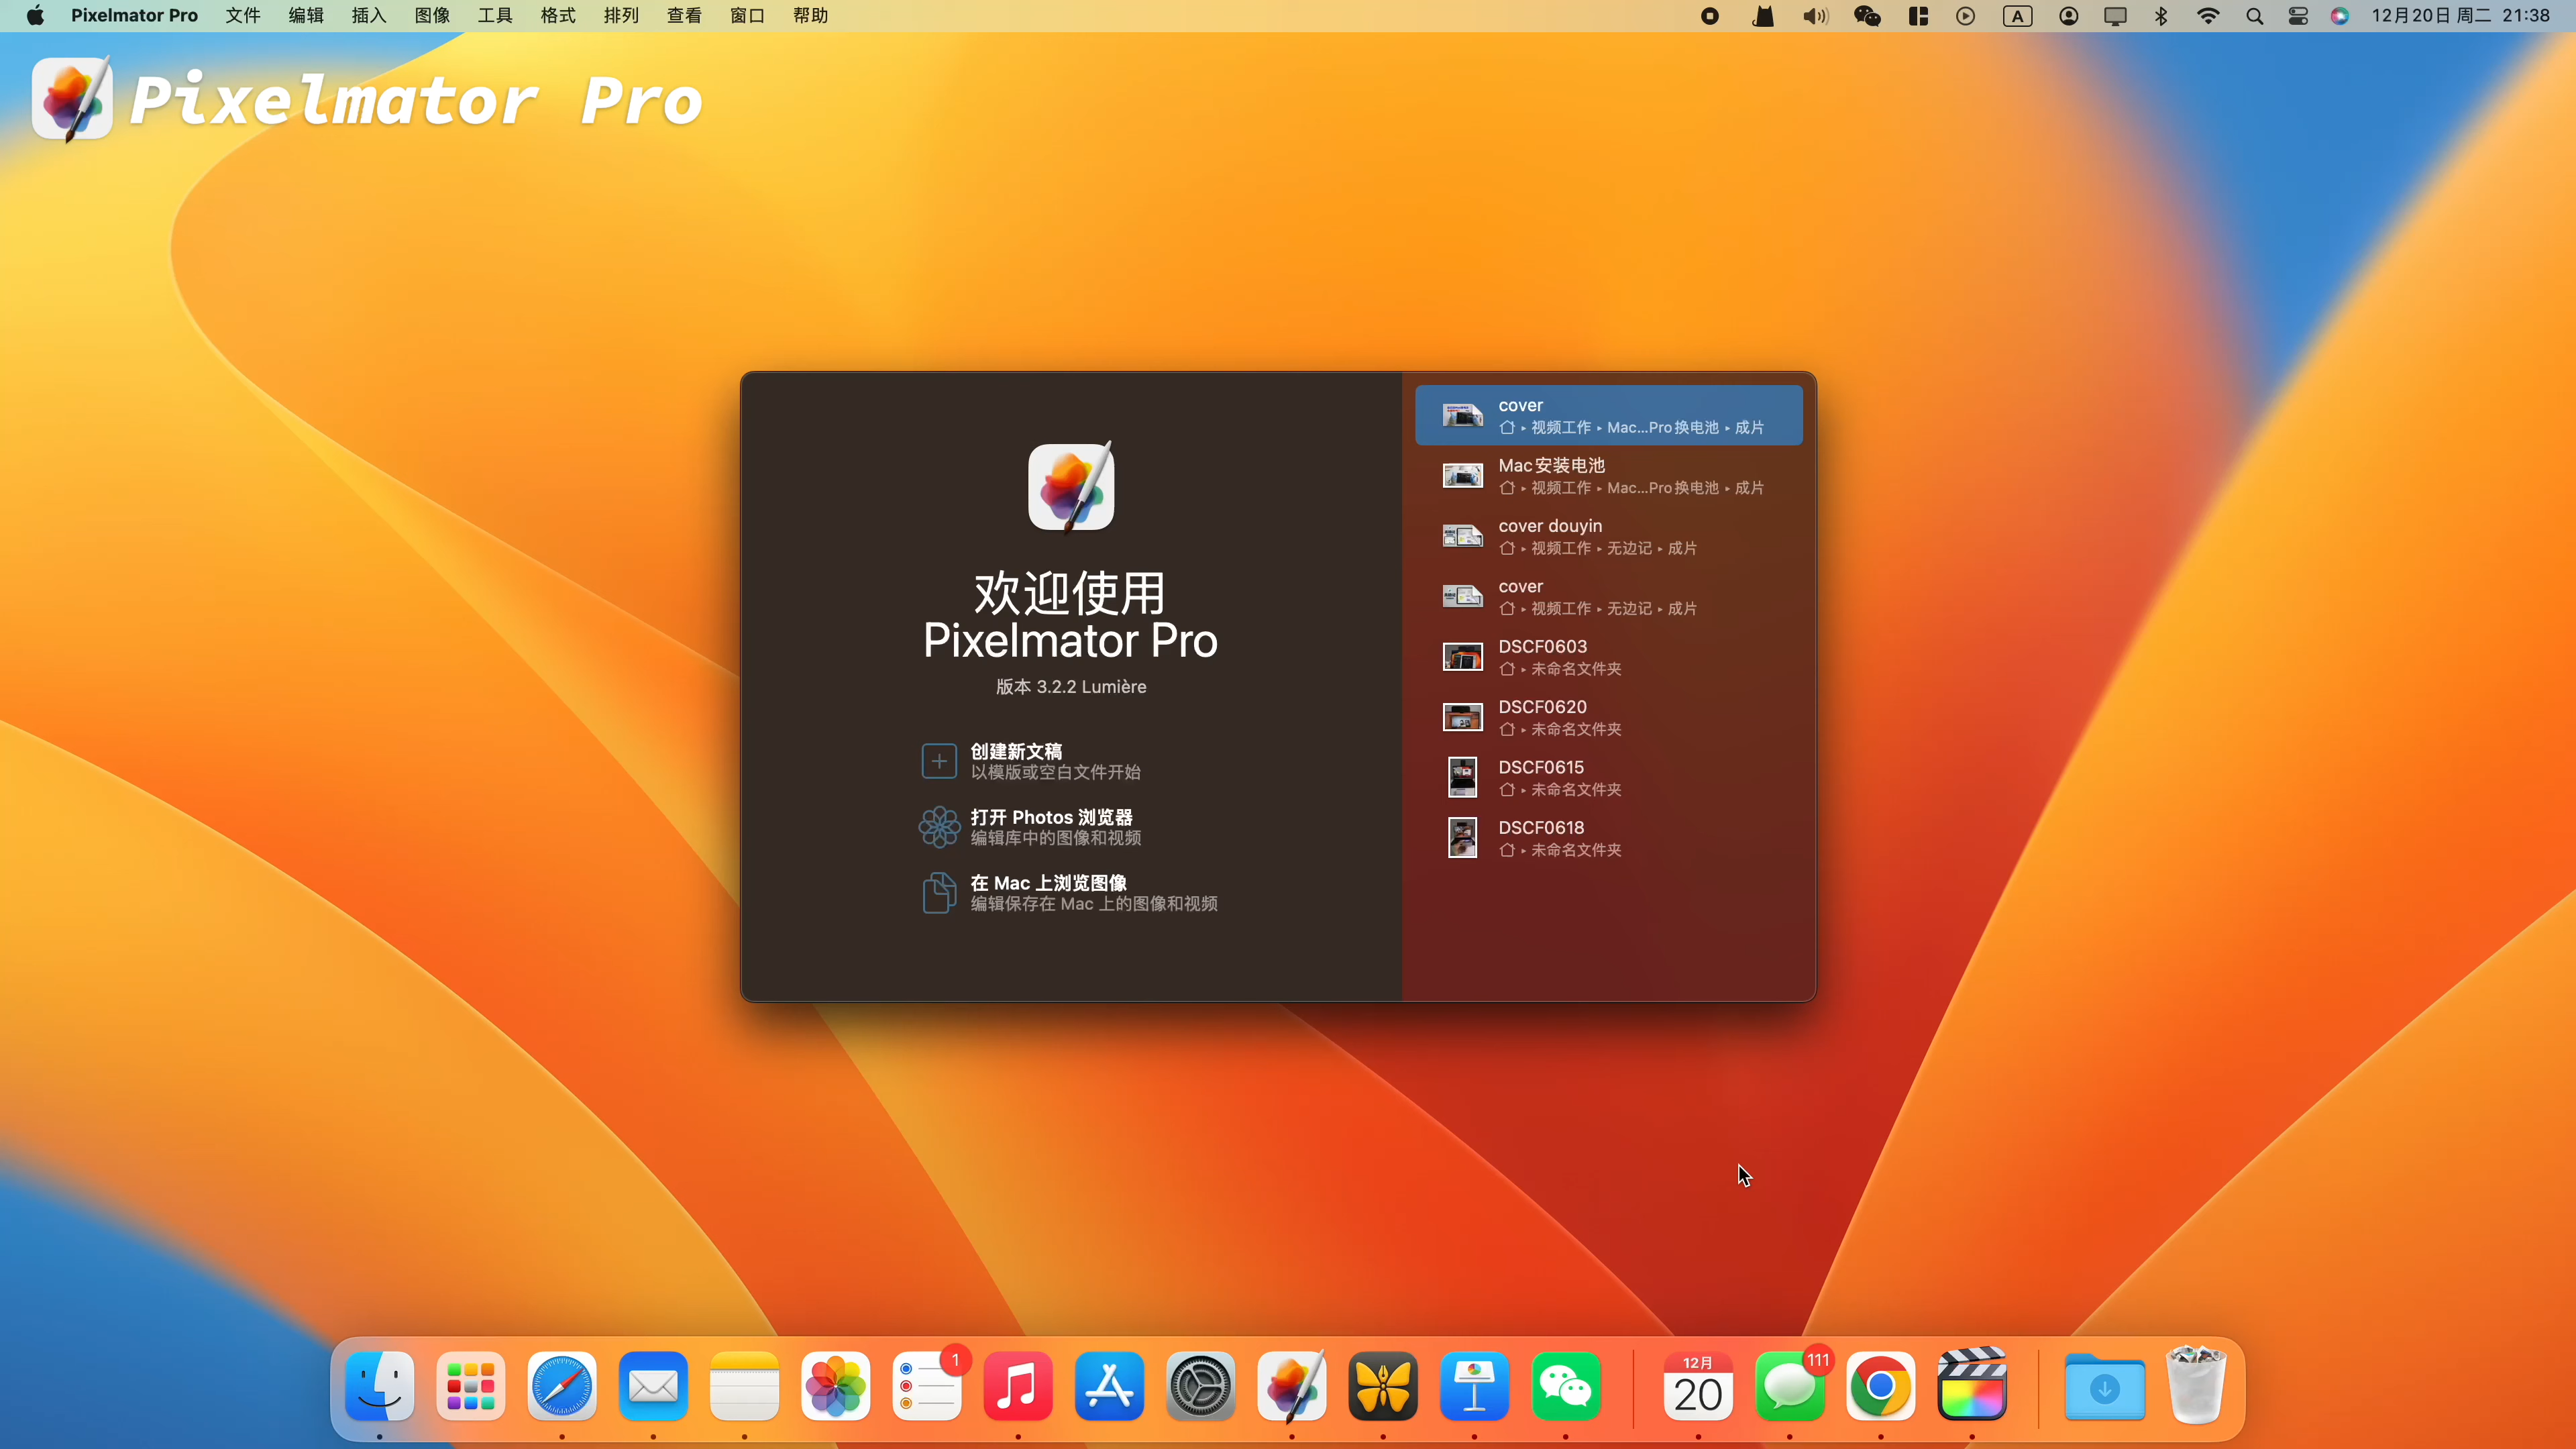 Pixelmator Pro 文件 编辑 插入 图像 工具 格式 排列 查看 窗口 帮助 A 12月20日 周二 21:38
Pixelmator Pro
欢迎使用
Pixelmator Pro
版本 3.2.2 Lumière
创建新文稿
以模版或空白文件开始
打开 Photos 浏览器
编辑库中的图像和视频
在 Mac 上浏览图像
编辑保存在 Mac 上的图像和视频
cover
视频工作 ▸ Mac...Pro 换电池 ▸ 成片
Mac安装电池
视频工作 ▸ Mac...Pro 换电池 ▸ 成片
cover douyin
视频工作 ▸ 无边记 ▸ 成片
cover
视频工作 ▸ 无边记 ▸ 成片
DSCF0603
未命名文件夹
DSCF0620
未命名文件夹
DSCF0615
未命名文件夹
DSCF0618
未命名文件夹
1
12月
20
111